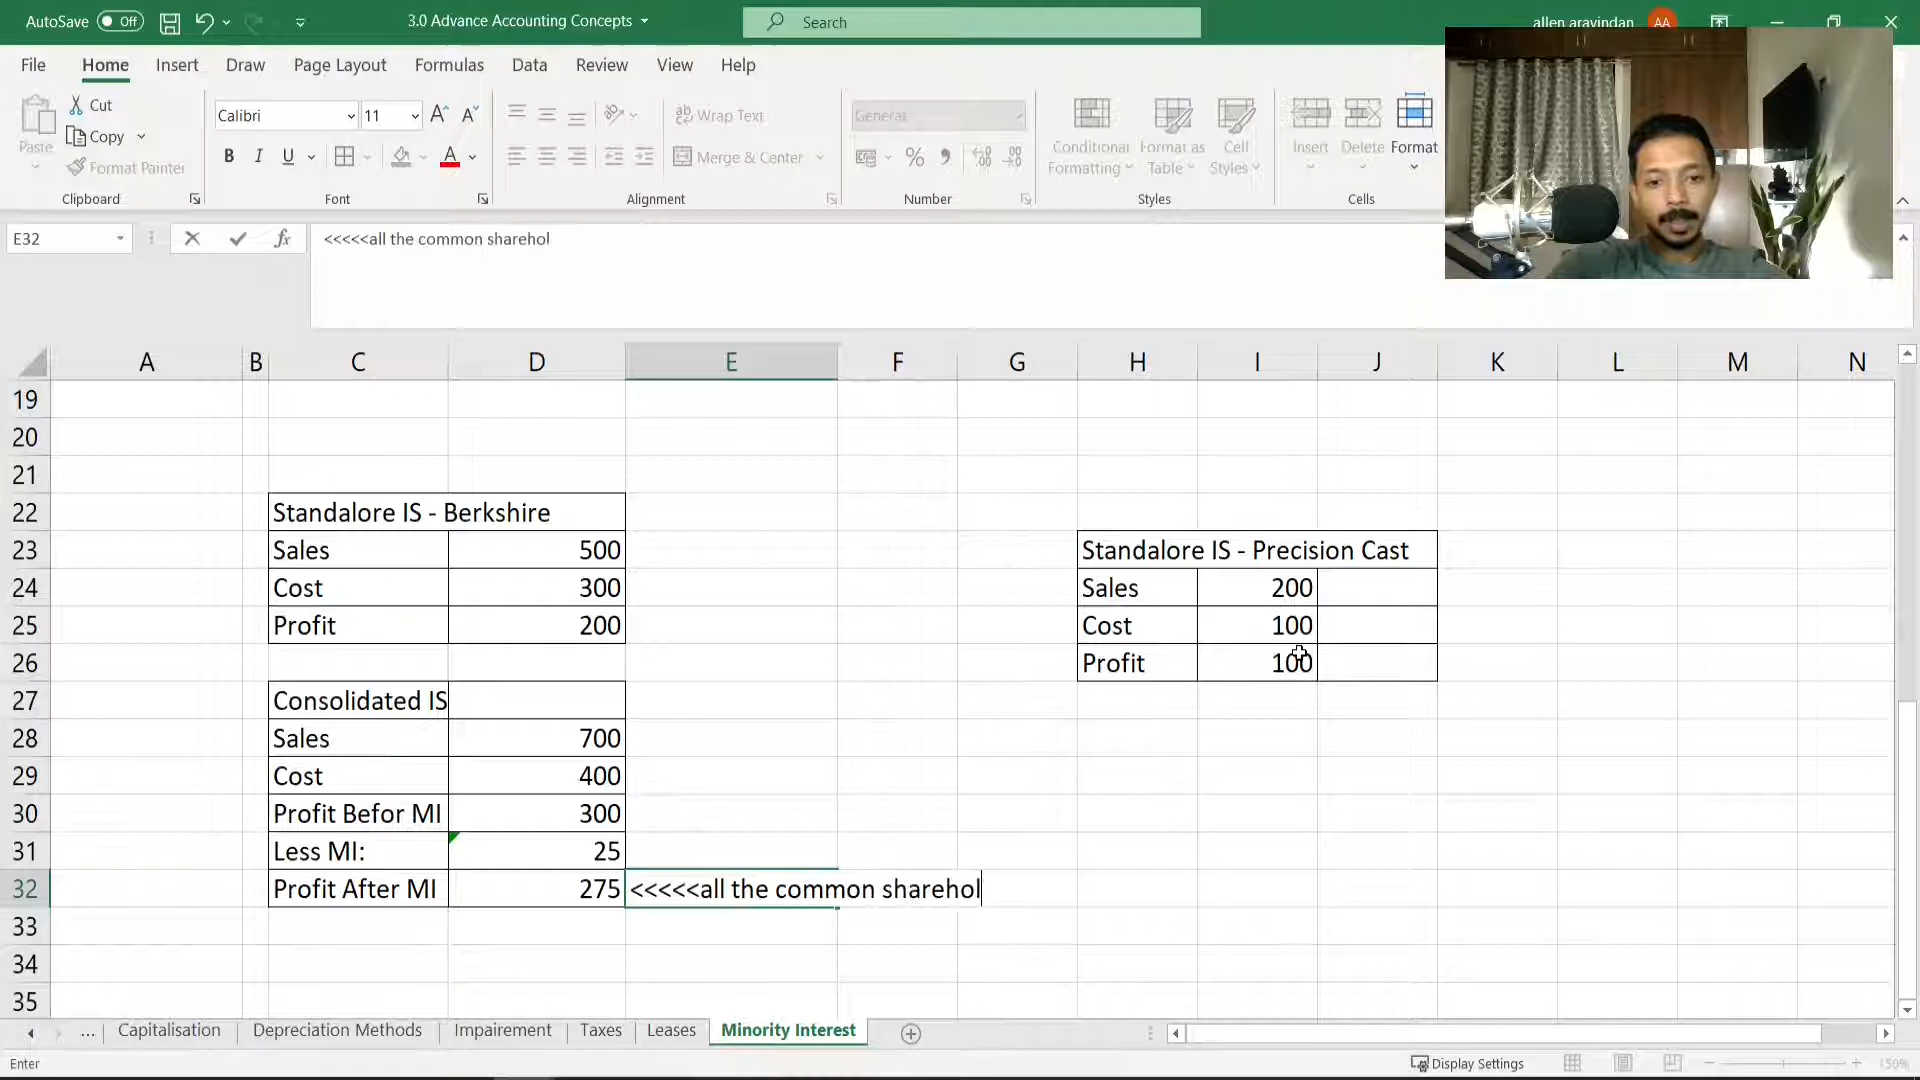 AutoSave Off 3.0 Advance Accounting Concepts Search allen aravindan AA
File Home Insert Draw Page Layout Formulas Data Review View Help
Paste Cut Copy Format Painter
Calibri 11
B I U A
Wrap Text
Merge & Center
General
Conditional Formatting Format as Table Cell Styles
Insert Delete Format
Clipboard Font Alignment Number Styles Cells
E32 fx <<<<<all the common sharehol
A B C D E F G H I J K L M N
19
20
21
22 Standalore IS - Berkshire
23 Sales 500 Standalore IS - Precision Cast
24 Cost 300 Sales 200
25 Profit 200 Cost 100
26 Profit 100
27 Consolidated IS
28 Sales 700
29 Cost 400
30 Profit Befor MI 300
31 Less MI: 25
32 Profit After MI 275 <<<<<all the common sharehol
33
34
35
... Capitalisation Depreciation Methods Impairement Taxes Leases Minority Interest
Enter Display Settings 150%